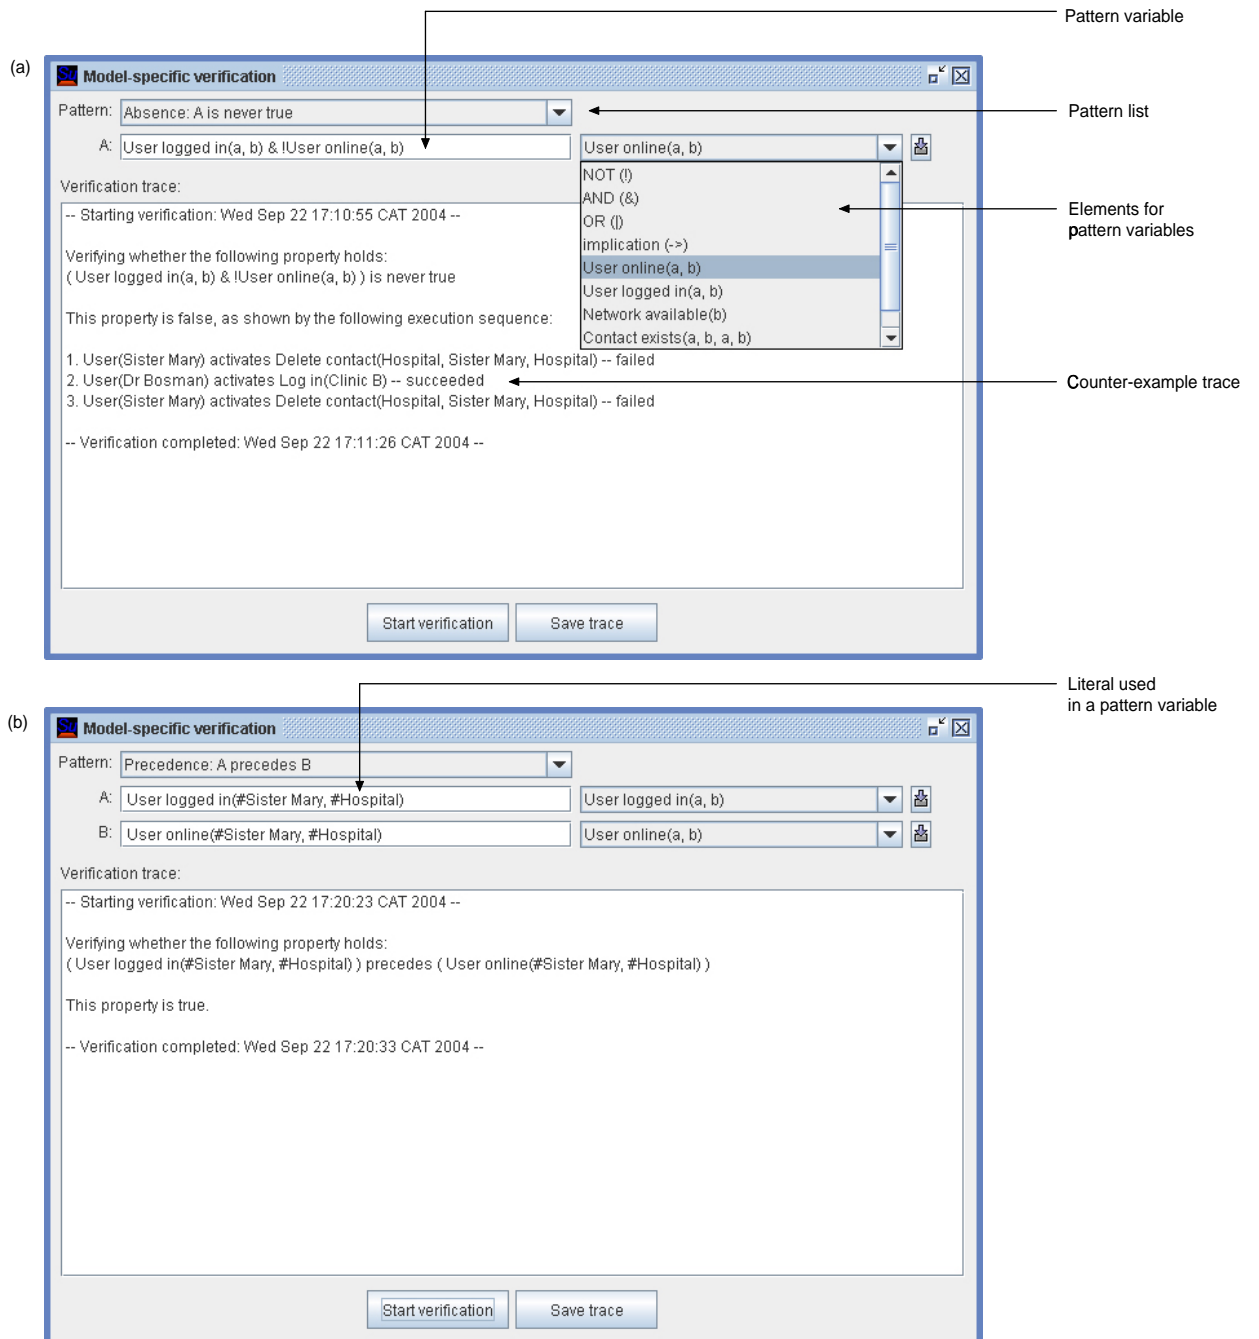 Pattern variable
(a)
Model-specific verification
Pattern: Absence: A is never true
Pattern list
A: User logged in(a, b) & !User online(a, b) User online(a, b)
NOT (!)
AND (&)
OR (|)
implication (->)
User online(a, b)
User logged in(a, b)
Network available(b)
Contact exists(a, b, a, b)
Elements for
pattern variables
Verification trace:
-- Starting verification: Wed Sep 22 17:10:55 CAT 2004 --
Verifying whether the following property holds:
( User logged in(a, b) & !User online(a, b) ) is never true
This property is false, as shown by the following execution sequence:
1. User(Sister Mary) activates Delete contact(Hospital, Sister Mary, Hospital) -- failed
2. User(Dr Bosman) activates Log in(Clinic B) -- succeeded
Counter-example trace
3. User(Sister Mary) activates Delete contact(Hospital, Sister Mary, Hospital) -- failed
-- Verification completed: Wed Sep 22 17:11:26 CAT 2004 --
Start verification Save trace
Literal used
in a pattern variable
(b)
Model-specific verification
Pattern: Precedence: A precedes B
A: User logged in(#Sister Mary, #Hospital) User logged in(a, b)
B: User online(#Sister Mary, #Hospital) User online(a, b)
Verification trace:
-- Starting verification: Wed Sep 22 17:20:23 CAT 2004 --
Verifying whether the following property holds:
( User logged in(#Sister Mary, #Hospital) ) precedes ( User online(#Sister Mary, #Hospital) )
This property is true.
-- Verification completed: Wed Sep 22 17:20:33 CAT 2004 --
Start verification Save trace